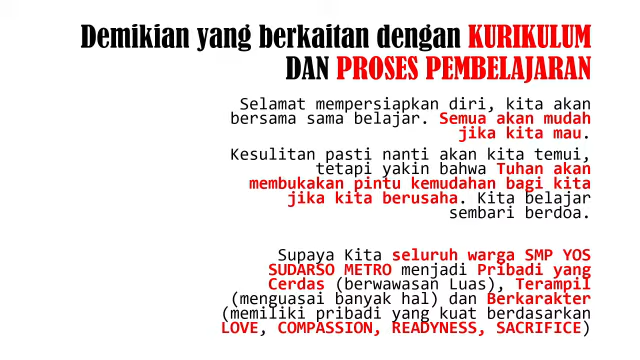 Demikian yang berkaitan dengan KURIKULUM
DAN PROSES PEMBELAJARAN
Selamat mempersiapkan diri, kita akan
bersama sama belajar. Semua akan mudah
jika kita mau.
Kesulitan pasti nanti akan kita temui,
tetapi yakin bahwa Tuhan akan
membukakan pintu kemudahan bagi kita
jika kita berusaha. Kita belajar
sembari berdoa.
Supaya Kita seluruh warga SMP YOS
SUDARSO METRO menjadi Pribadi yang
Cerdas (berwawasan Luas), Terampil
(menguasai banyak hal) dan Berkarakter
(memiliki pribadi yang kuat berdasarkan
LOVE, COMPASSION, READYNESS, SACRIFICE)